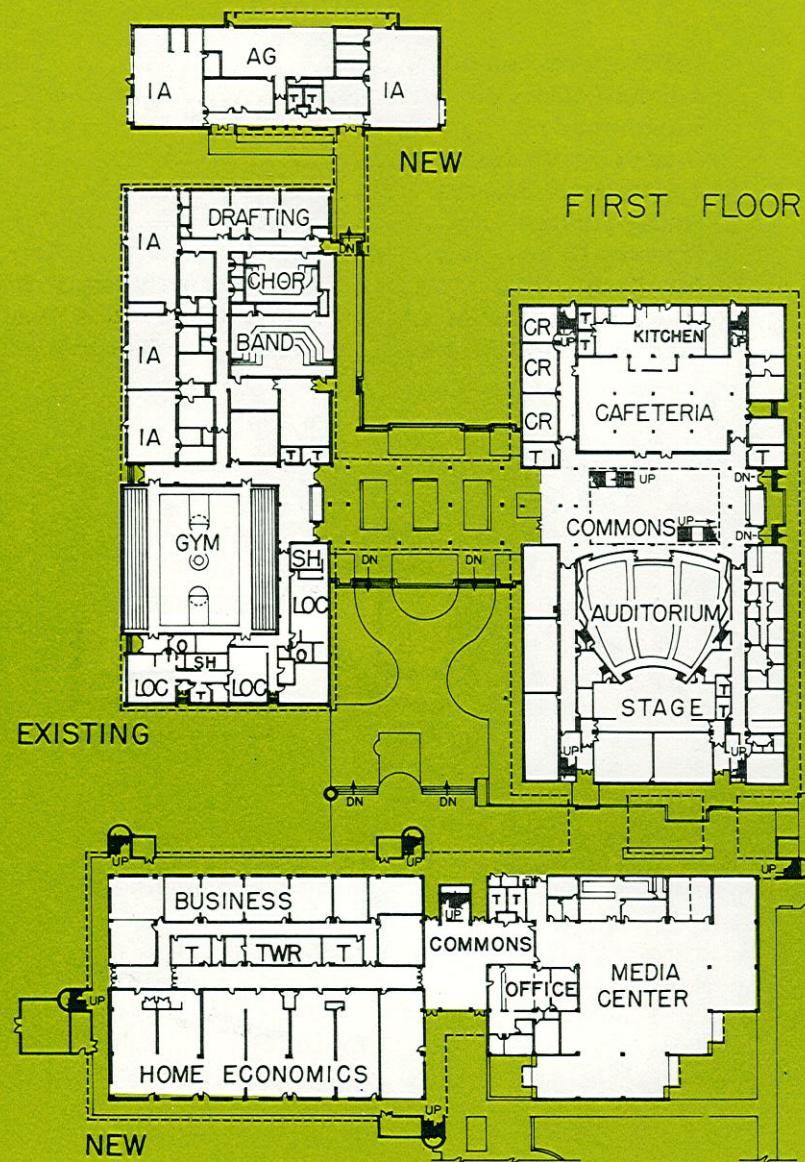 AG
IA
IA
T T
NEW
FIRST FLOOR
DRAFTING
IA
DN
CHOR
BAND
IA
IA
T T
CR
T
UP
T
KITCHEN
UP
CR
CAFETERIA
CR
T
T
UP
DN
COMMONS
UP
DN
GYM
SH
LOC
DN
DN
AUDITORIUM
SH
LOC
T
LOC
T
T
STAGE
EXISTING
UP
UP
DN
DN
UP
UP
UP
BUSINESS
UP
T T
T
TWR
T
COMMONS
MEDIA
CENTER
OFFICE
UP
HOME ECONOMICS
UP
NEW